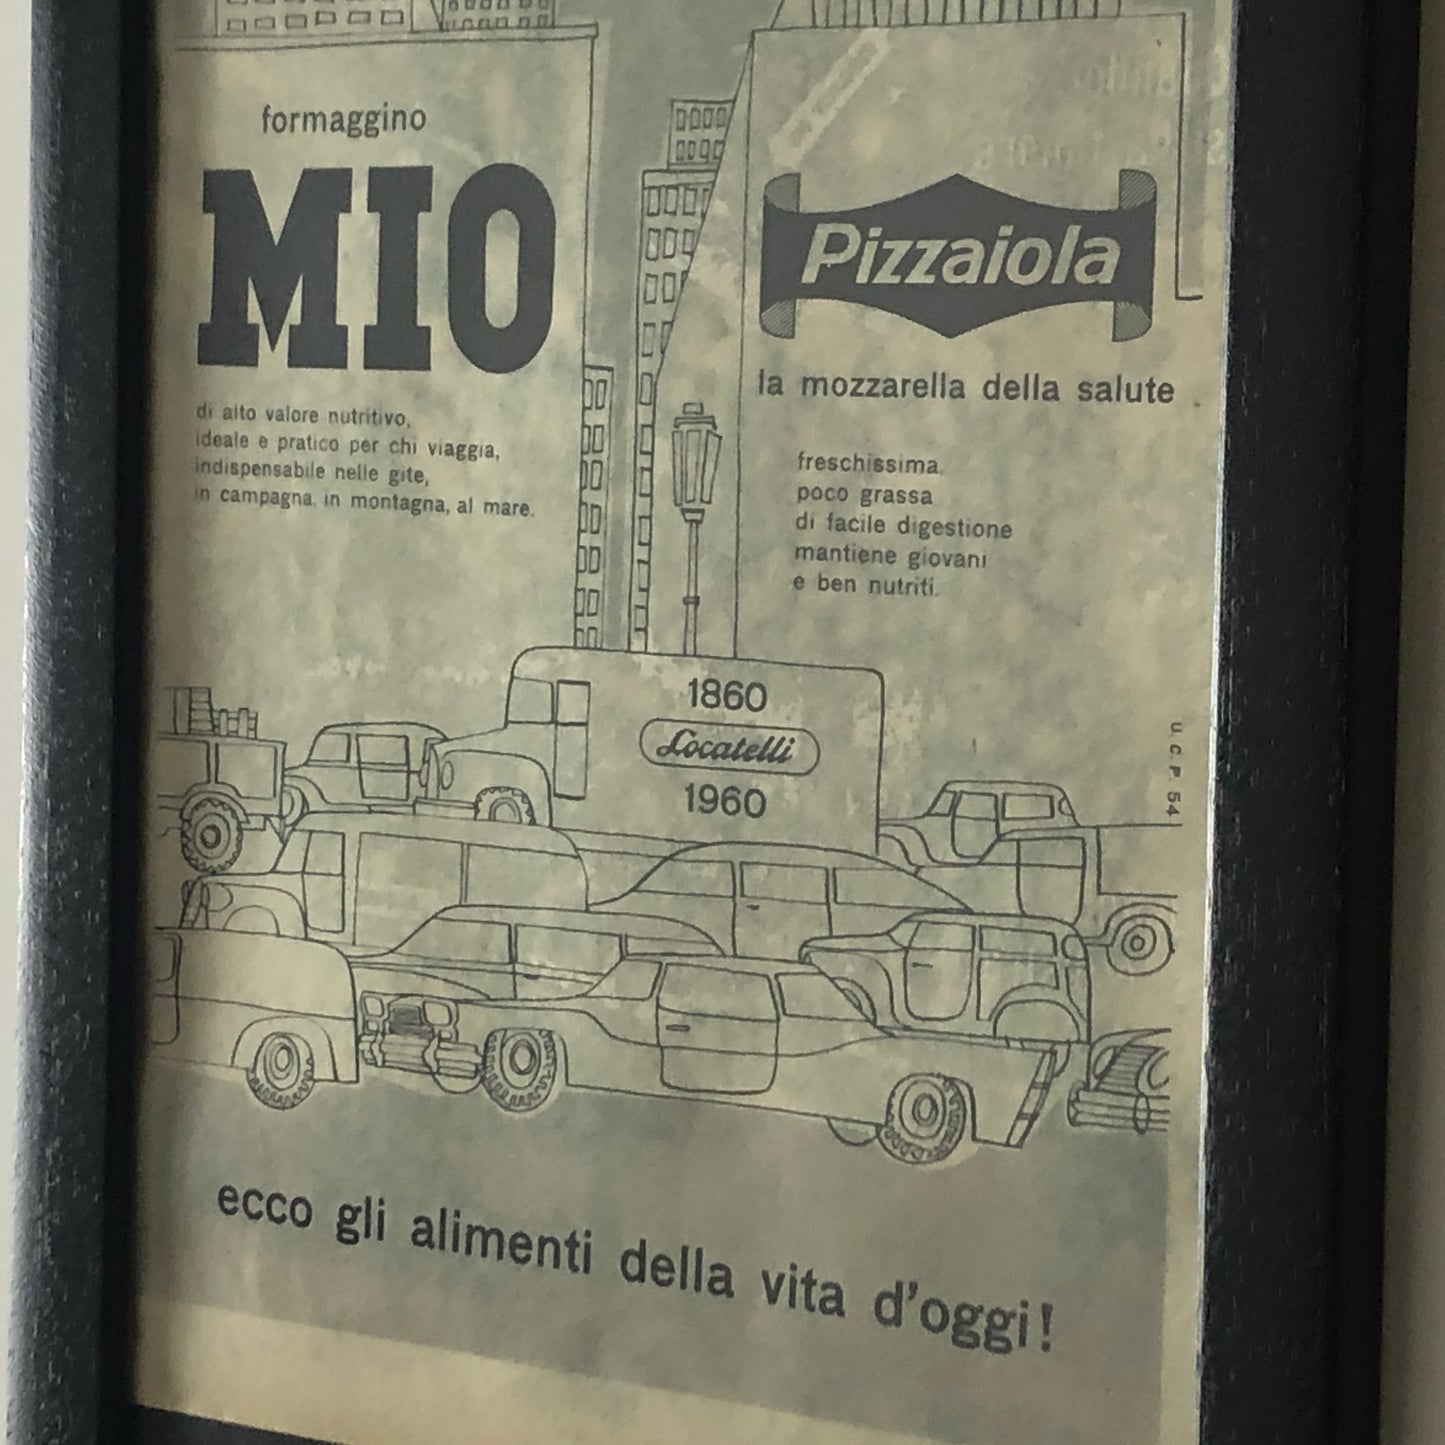 formaggino
MIO
di alto valore nutritivo,
ideale e pratico per chi viaggia,
indispensabile nelle gite,
in campagna, in montagna, al mare.
Pizzaiola
la mozzarella della salute
freschissima,
poco grassa
di facile digestione
mantiene giovani
e ben nutriti.
1860
Locatelli
1960
U. C. P. 54
ecco gli alimenti della vita d'oggi!